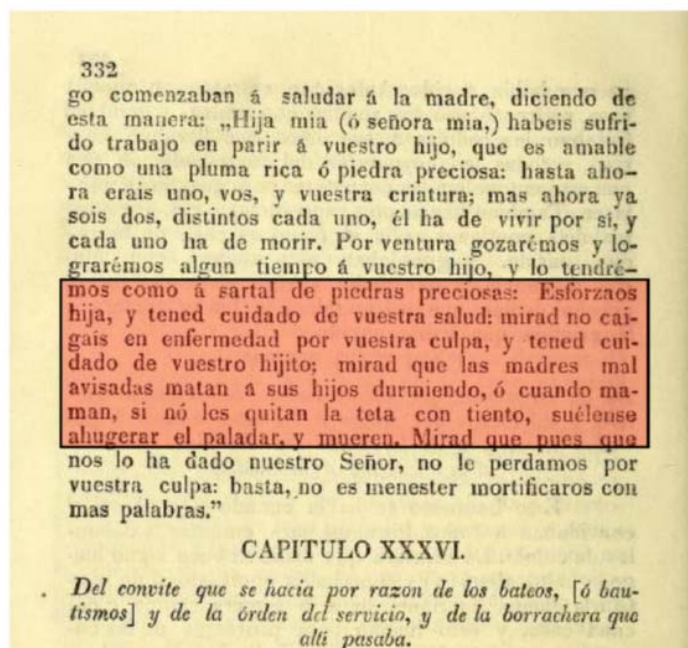 332
go comenzaban á saludar á la madre, diciendo de
esta manera: „Hija mia (ó señora mia,) habeis sufri-
do trabajo en parir á vuestro hijo, que es amable
como una pluma rica ó piedra preciosa: hasta aho-
ra erais uno, vos, y vuestra criatura; mas ahora ya
sois dos, distintos cada uno, él ha de vivir por sí, y
cada uno ha de morir. Por ventura gozarémos y lo-
grarémos algun tiempo á vuestro hijo, y lo tendré-
mos como á sartal de piedras preciosas: Esforzaos
hija, y tened cuidado de vuestra salud: mirad no cai-
gais en enfermedad por vuestra culpa, y tened cui-
dado de vuestro hijito; mirad que las madres mal
avisadas matan á sus hijos durmiendo, ó cuando ma-
man, si nó les quitan la teta con tiento, suélense
ahugerar el paladar, y mueren. Mirad que pues que
nos lo ha dado nuestro Señor, no le perdamos por
vuestra culpa: basta, no es menester mortificaros con
mas palabras.”
CAPITULO XXXVI.
Del convite que se hacia por razon de los bateos, [ó bau-
tismos] y de la órden del servicio, y de la borrachera que
allí pasaba.